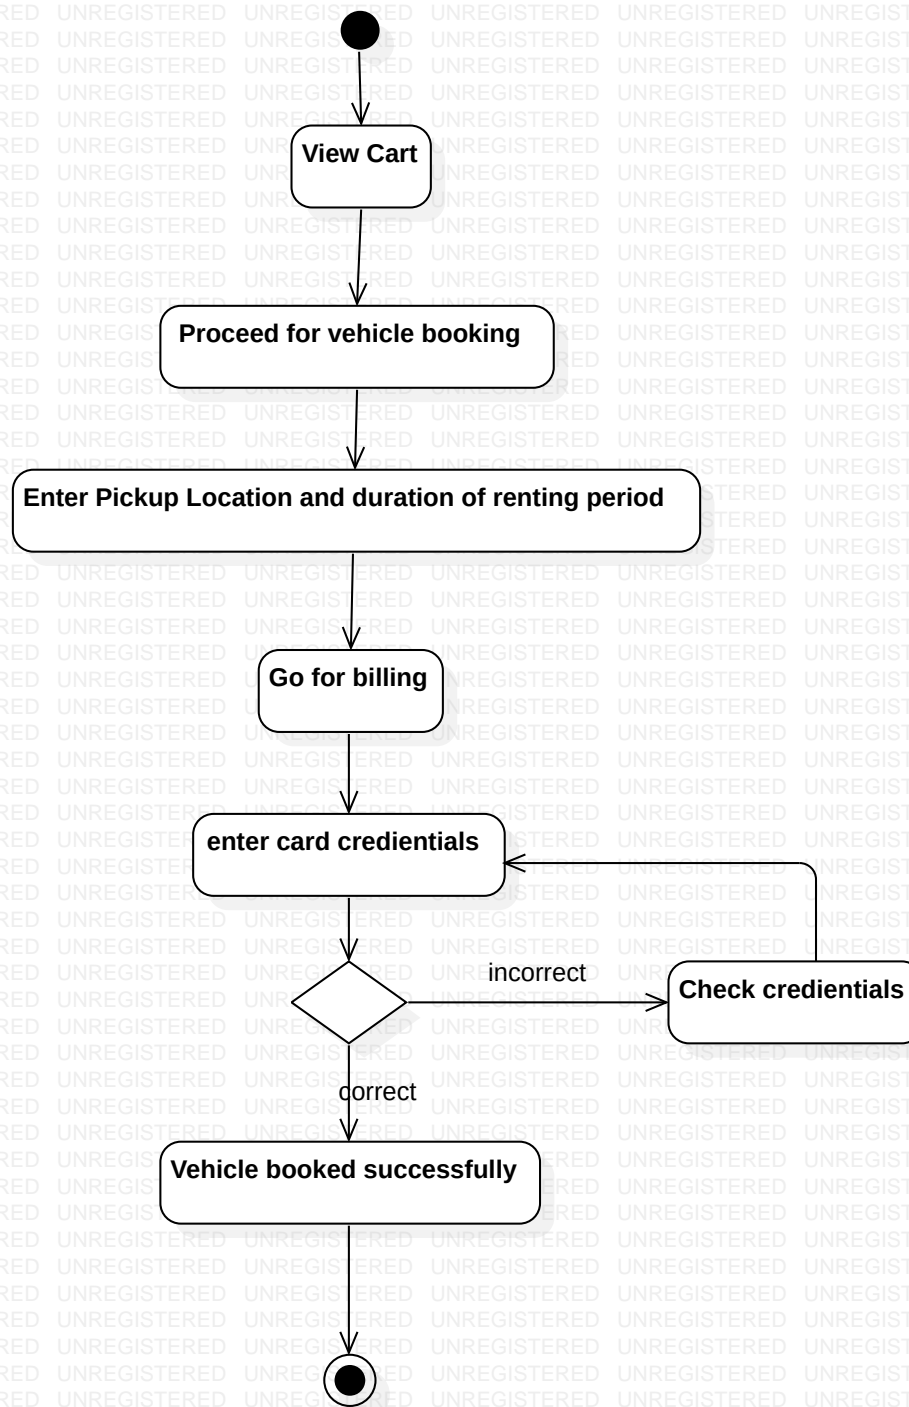 View Cart
Proceed for vehicle booking
Enter Pickup Location and duration of renting period
Go for billing
enter card credientials
incorrect
Check credientials
correct
Vehicle booked successfully
UNREGISTERED